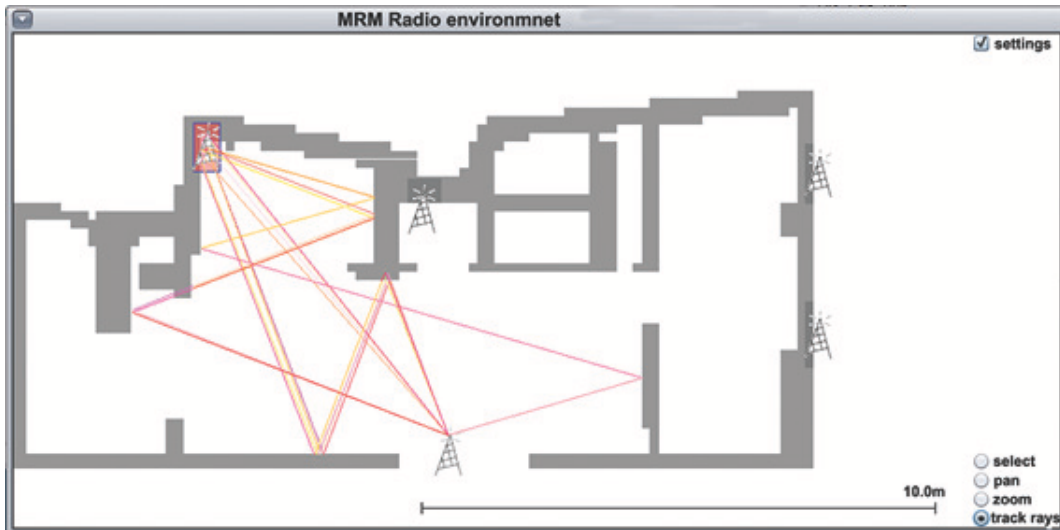 MRM Radio environmnet
settings
10.0m
select
pan
zoom
track rays